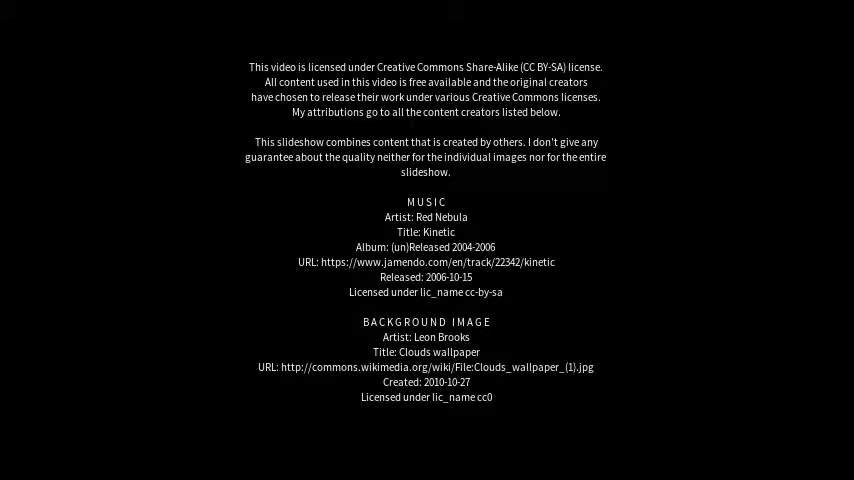 This video is licensed under Creative Commons Share-Alike (CC BY-SA) license.
All content used in this video is free available and the original creators
have chosen to release their work under various Creative Commons licenses.
My attributions go to all the content creators listed below.
This slideshow combines content that is created by others. I don't give any
guarantee about the quality neither for the individual images nor for the entire
slideshow.
MUSIC
Artist: Red Nebula
Title: Kinetic
Album: (un)Released 2004-2006
URL: https://www.jamendo.com/en/track/22342/kinetic
Released: 2006-10-15
Licensed under lic_name cc-by-sa
BACKGROUND IMAGE
Artist: Leon Brooks
Title: Clouds wallpaper
URL: http://commons.wikimedia.org/wiki/File:Clouds_wallpaper_(1).jpg
Created: 2010-10-27
Licensed under lic_name cc0